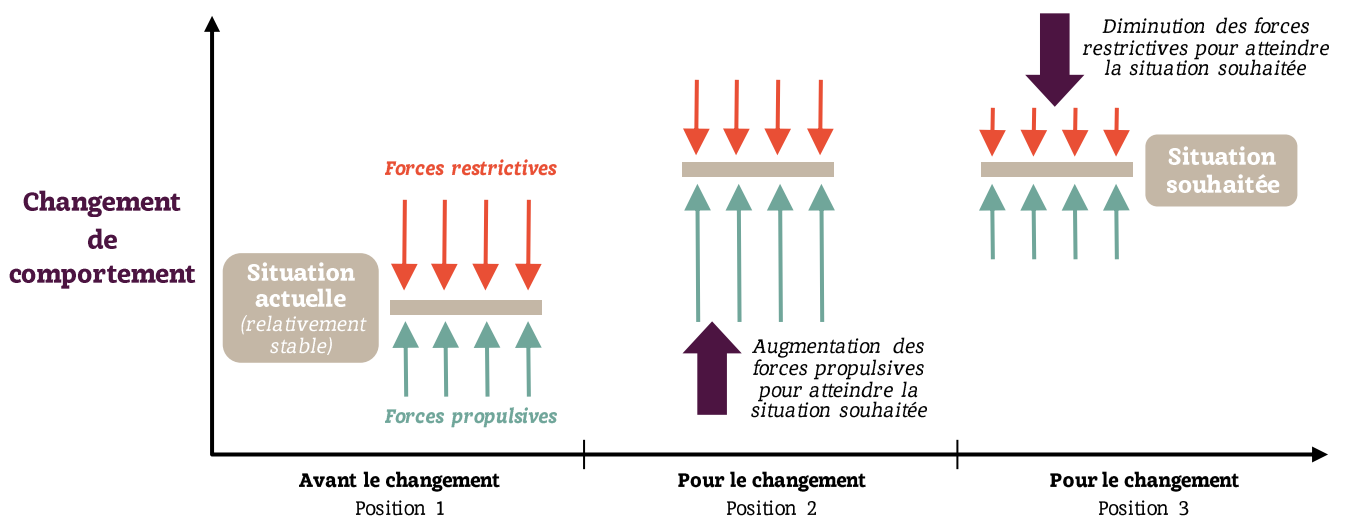 Changement
de
comportement
Situation
actuelle
(relativement
stable)
Forces restrictives
Forces propulsives
Augmentation des
forces propulsives
pour atteindre la
situation souhaitée
Diminution des forces
restrictives pour atteindre
la situation souhaitée
Situation
souhaitée
Avant le changement
Position 1
Pour le changement
Position 2
Pour le changement
Position 3